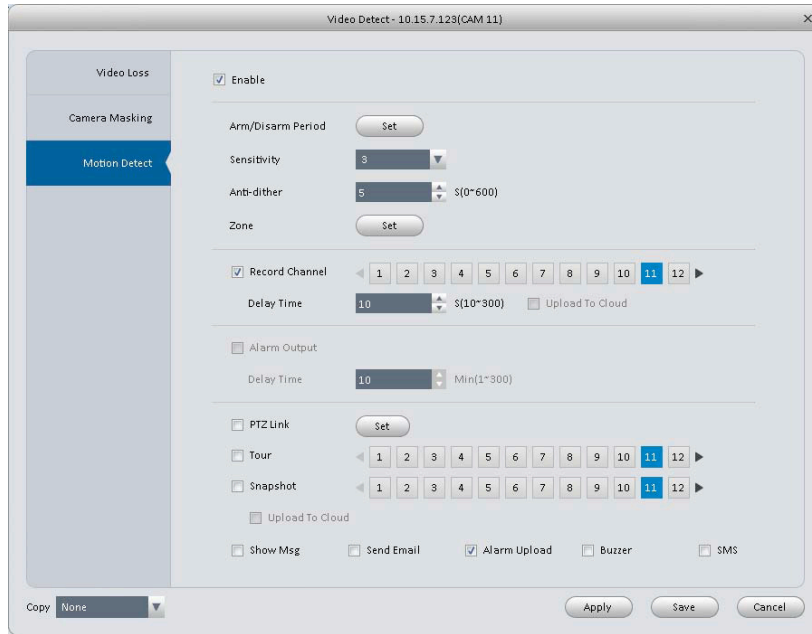 Video Detect - 10.15.7.123(CAM 11)
Video Loss
Camera Masking
Motion Detect
Enable
Arm/Disarm Period Set
Sensitivity 3
Anti-dither 5 S(0~600)
Zone Set
Record Channel 1 2 3 4 5 6 7 8 9 10 11 12
Delay Time 10 S(10~300) Upload To Cloud
Alarm Output
Delay Time 10 Min(1~300)
PTZ Link Set
Tour 1 2 3 4 5 6 7 8 9 10 11 12
Snapshot 1 2 3 4 5 6 7 8 9 10 11 12
Upload To Cloud
Show Msg Send Email Alarm Upload Buzzer SMS
Copy None Apply Save Cancel